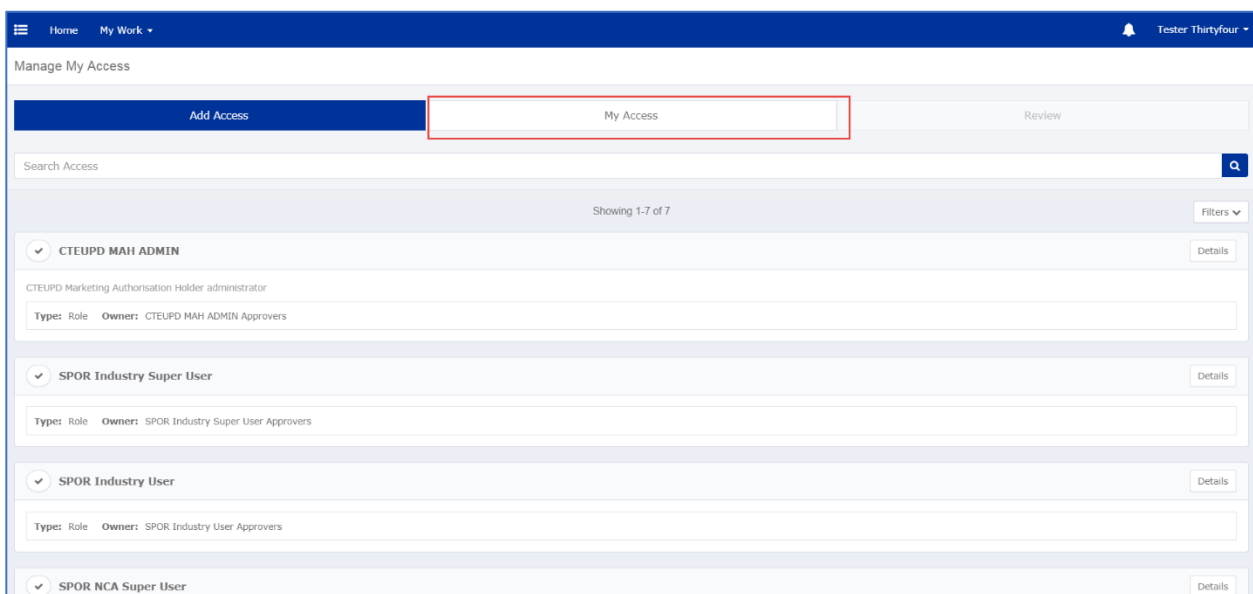 Home My Work Tester Thirtyfour
Manage My Access
Add Access My Access Review
Search Access
Showing 1-7 of 7 Filters
CTEUPD MAH ADMIN Details
CTEUPD Marketing Authorisation Holder administrator
Type: Role Owner: CTEUPD MAH ADMIN Approvers
SPOR Industry Super User Details
Type: Role Owner: SPOR Industry Super User Approvers
SPOR Industry User Details
Type: Role Owner: SPOR Industry User Approvers
SPOR NCA Super User Details